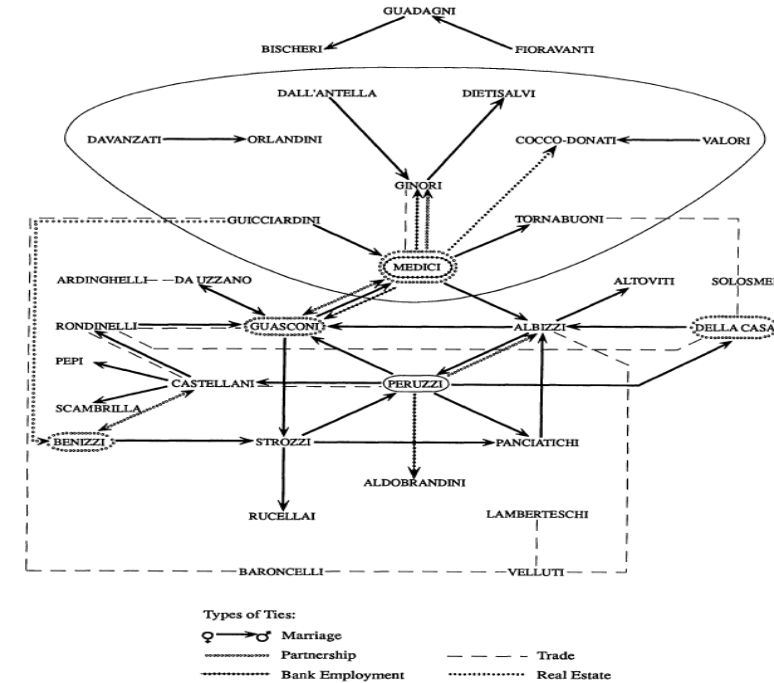 GUADAGNI
BISCHERI FIORAVANTI
DALL'ANTELLA DIETISALVI
DAVANZATI ORLANDINI COCCO-DONATI VALORI
GINORI
GUICCIARDINI TORNABUONI
MEDICI
ARDINGHELLI DA UZZANO ALTOVITI SOLOSMEI
RONDINELLI GUASCONI ALBIZZI DELLA CASA
PEPI
CASTELLANI PERUZZI
SCAMBRILLA
BENIZZI STROZZI PANCIATICHI
ALDOBRANDINI
RUCELLAI LAMBERTESCHI
BARONCELLI VELLUTI
Types of Ties:
♀ ♂ Marriage
Partnership Trade
Bank Employment Real Estate